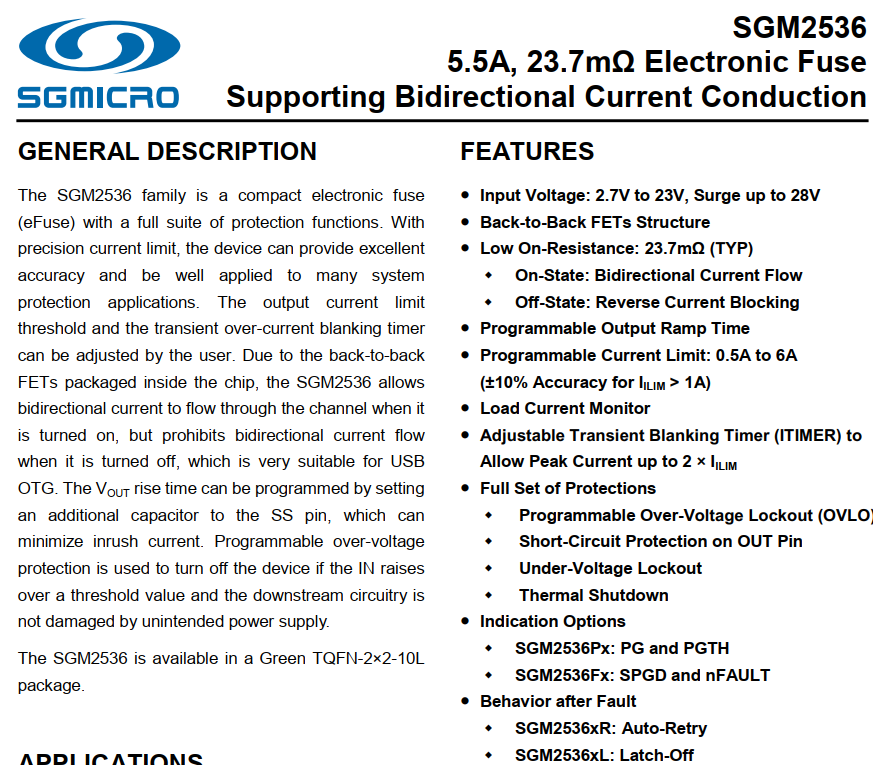 SGMICRO
SGM2536
5.5A, 23.7mΩ Electronic Fuse
Supporting Bidirectional Current Conduction
GENERAL DESCRIPTION
The SGM2536 family is a compact electronic fuse
(eFuse) with a full suite of protection functions. With
precision current limit, the device can provide excellent
accuracy and be well applied to many system
protection applications. The output current limit
threshold and the transient over-current blanking timer
can be adjusted by the user. Due to the back-to-back
FETs packaged inside the chip, the SGM2536 allows
bidirectional current to flow through the channel when it
is turned on, but prohibits bidirectional current flow
when it is turned off, which is very suitable for USB
OTG. The VOUT rise time can be programmed by setting
an additional capacitor to the SS pin, which can
minimize inrush current. Programmable over-voltage
protection is used to turn off the device if the IN raises
over a threshold value and the downstream circuitry is
not damaged by unintended power supply.
The SGM2536 is available in a Green TQFN-2×2-10L
package.
APPLICATIONS
FEATURES
● Input Voltage: 2.7V to 23V, Surge up to 28V
● Back-to-Back FETs Structure
● Low On-Resistance: 23.7mΩ (TYP)
◆ On-State: Bidirectional Current Flow
◆ Off-State: Reverse Current Blocking
● Programmable Output Ramp Time
● Programmable Current Limit: 0.5A to 6A
(±10% Accuracy for IILIM > 1A)
● Load Current Monitor
● Adjustable Transient Blanking Timer (ITIMER) to
Allow Peak Current up to 2 × IILIM
● Full Set of Protections
◆ Programmable Over-Voltage Lockout (OVLO)
◆ Short-Circuit Protection on OUT Pin
◆ Under-Voltage Lockout
◆ Thermal Shutdown
● Indication Options
◆ SGM2536Px: PG and PGTH
◆ SGM2536Fx: SPGD and nFAULT
● Behavior after Fault
◆ SGM2536xR: Auto-Retry
◆ SGM2536xL: Latch-Off